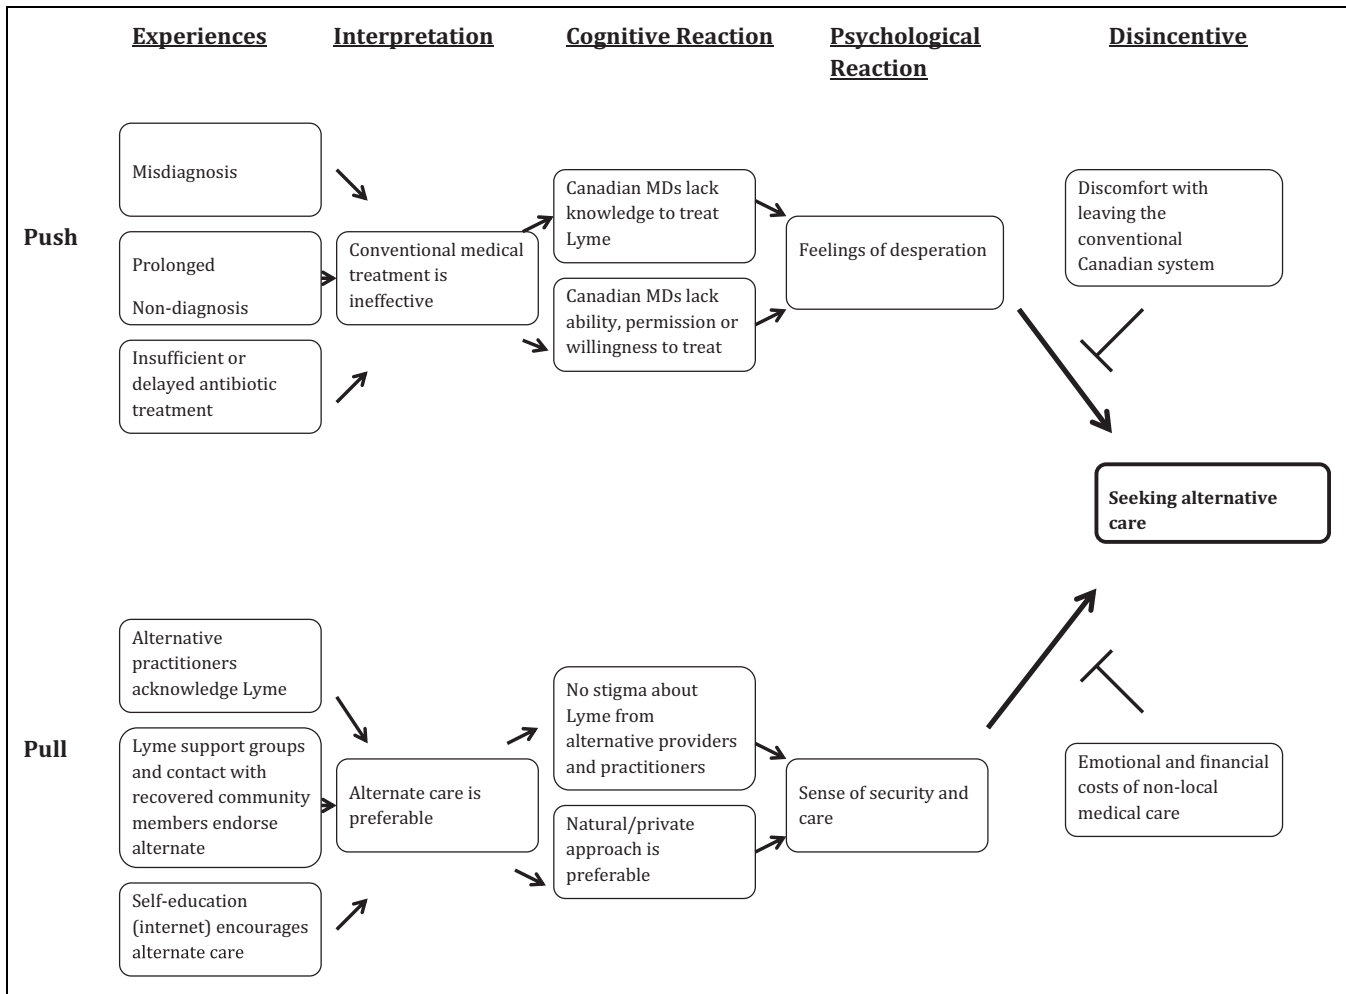 Experiences
Interpretation
Cognitive Reaction
Psychological
Reaction
Disincentive
Push
Misdiagnosis
Prolonged
Non-diagnosis
Insufficient or
delayed antibiotic
treatment
Conventional medical
treatment is
ineffective
Canadian MDs lack
knowledge to treat
Lyme
Canadian MDs lack
ability, permission or
willingness to treat
Feelings of desperation
Discomfort with
leaving the
conventional
Canadian system
Seeking alternative
care
Pull
Alternative
practitioners
acknowledge Lyme
Lyme support groups
and contact with
recovered community
members endorse
alternate
Self-education
(internet) encourages
alternate care
Alternate care is
preferable
No stigma about
Lyme from
alternative providers
and practitioners
Natural/private
approach is
preferable
Sense of security and
care
Emotional and financial
costs of non-local
medical care